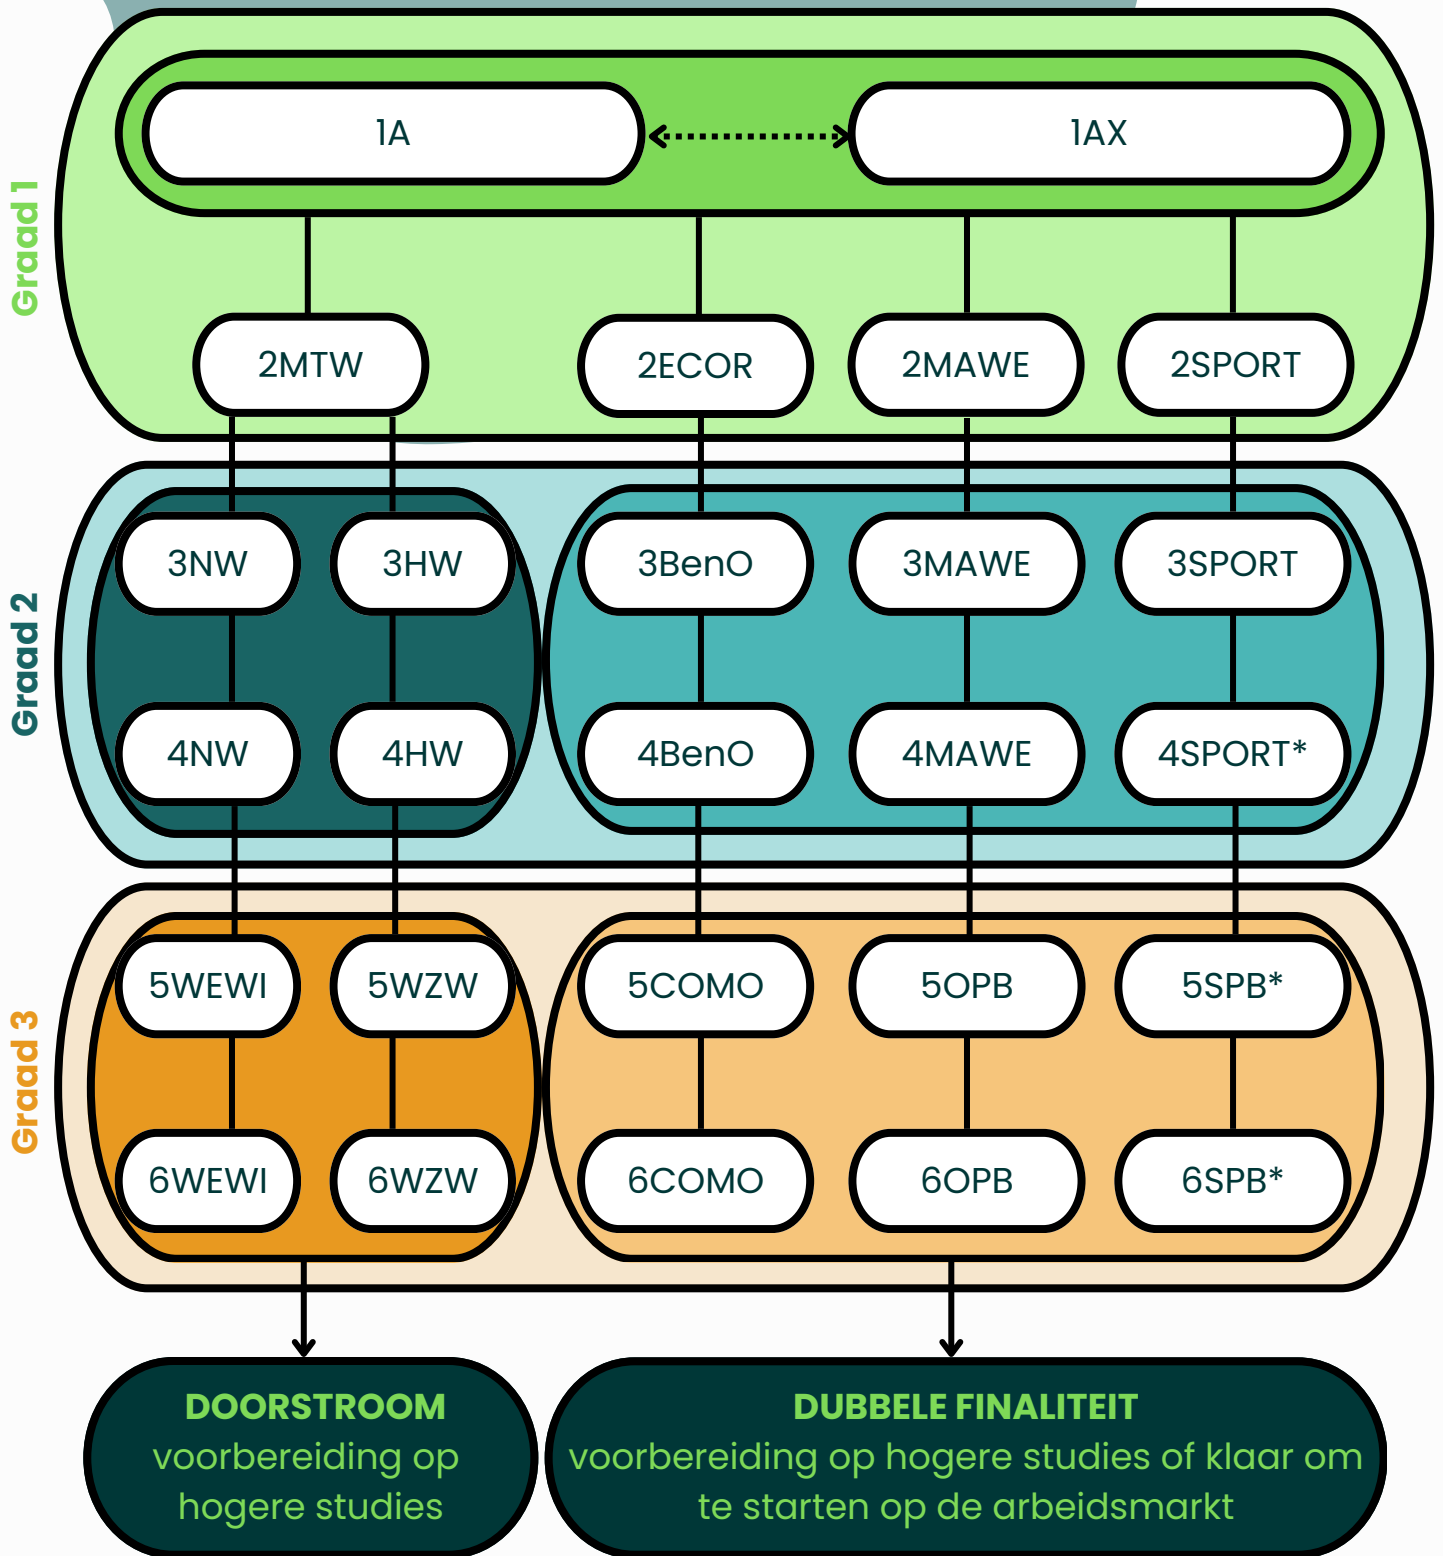 Graad 1
1A
1AX
2MTW
2ECOR
2MAWE
2SPORT
Graad 2
3NW
3HW
3BenO
3MAWE
3SPORT
4NW
4HW
4BenO
4MAWE
4SPORT*
Graad 3
5WEWI
5WZW
5COMO
5OPB
5SPB*
6WEWI
6WZW
6COMO
6OPB
6SPB*
DOORSTROOM
voorbereiding op
hogere studies
DUBBELE FINALITEIT
voorbereiding op hogere studies of klaar om
te starten op de arbeidsmarkt